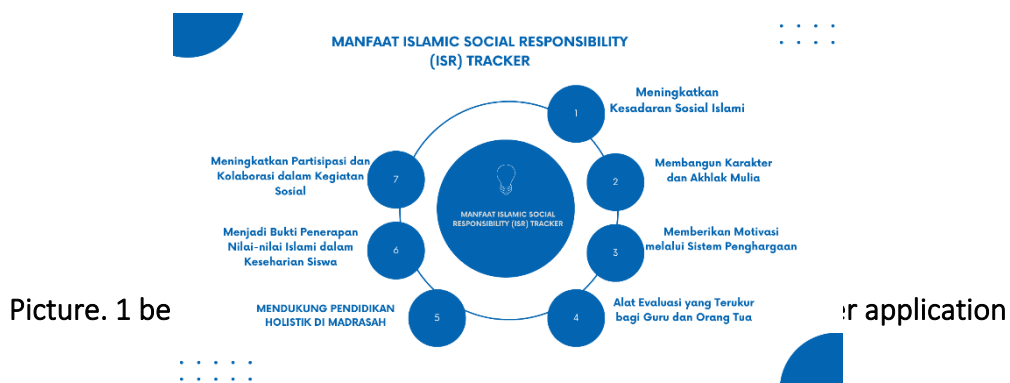 MANFAAT ISLAMIC SOCIAL RESPONSIBILITY
(ISR) TRACKER
1
Meningkatkan
Kesadaran Sosial Islami
2
Membangun Karakter
dan Akhlak Mulia
3
Memberikan Motivasi
melalui Sistem Penghargaan
4
Alat Evaluasi yang Terukur
bagi Guru dan Orang Tua
5
MENDUKUNG PENDIDIKAN
HOLISTIK DI MADRASAH
6
Menjadi Bukti Penerapan
Nilai-nilai Islami dalam
Keseharian Siswa
7
Meningkatkan Partisipasi dan
Kolaborasi dalam Kegiatan
Sosial
MANFAAT ISLAMIC SOCIAL
RESPONSIBILITY (ISR) TRACKER
Picture. 1 be
application